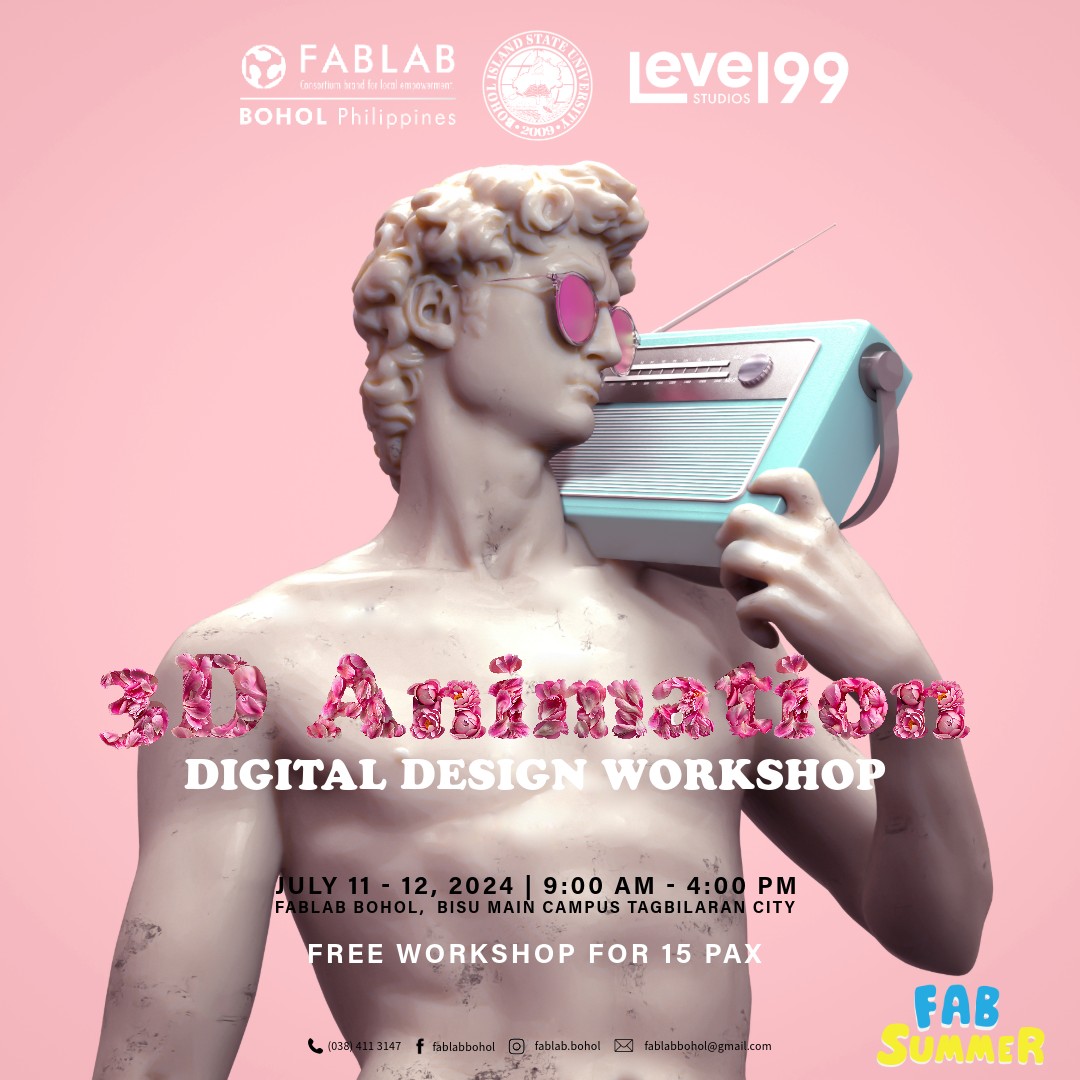 FABLAB
Consortium brand for local empowerment
BOHOL Philippines
BOHOL ISLAND STATE UNIVERSITY
2009
Level99
STUDIOS
3D Animation
DIGITAL DESIGN WORKSHOP
JULY 11 - 12, 2024 | 9:00 AM - 4:00 PM
FABLAB BOHOL, BISU MAIN CAMPUS TAGBILARAN CITY
FREE WORKSHOP FOR 15 PAX
FAB
SUMMER
(038) 411 3147 fablabbohol fablab.bohol fablabbohol@gmail.com